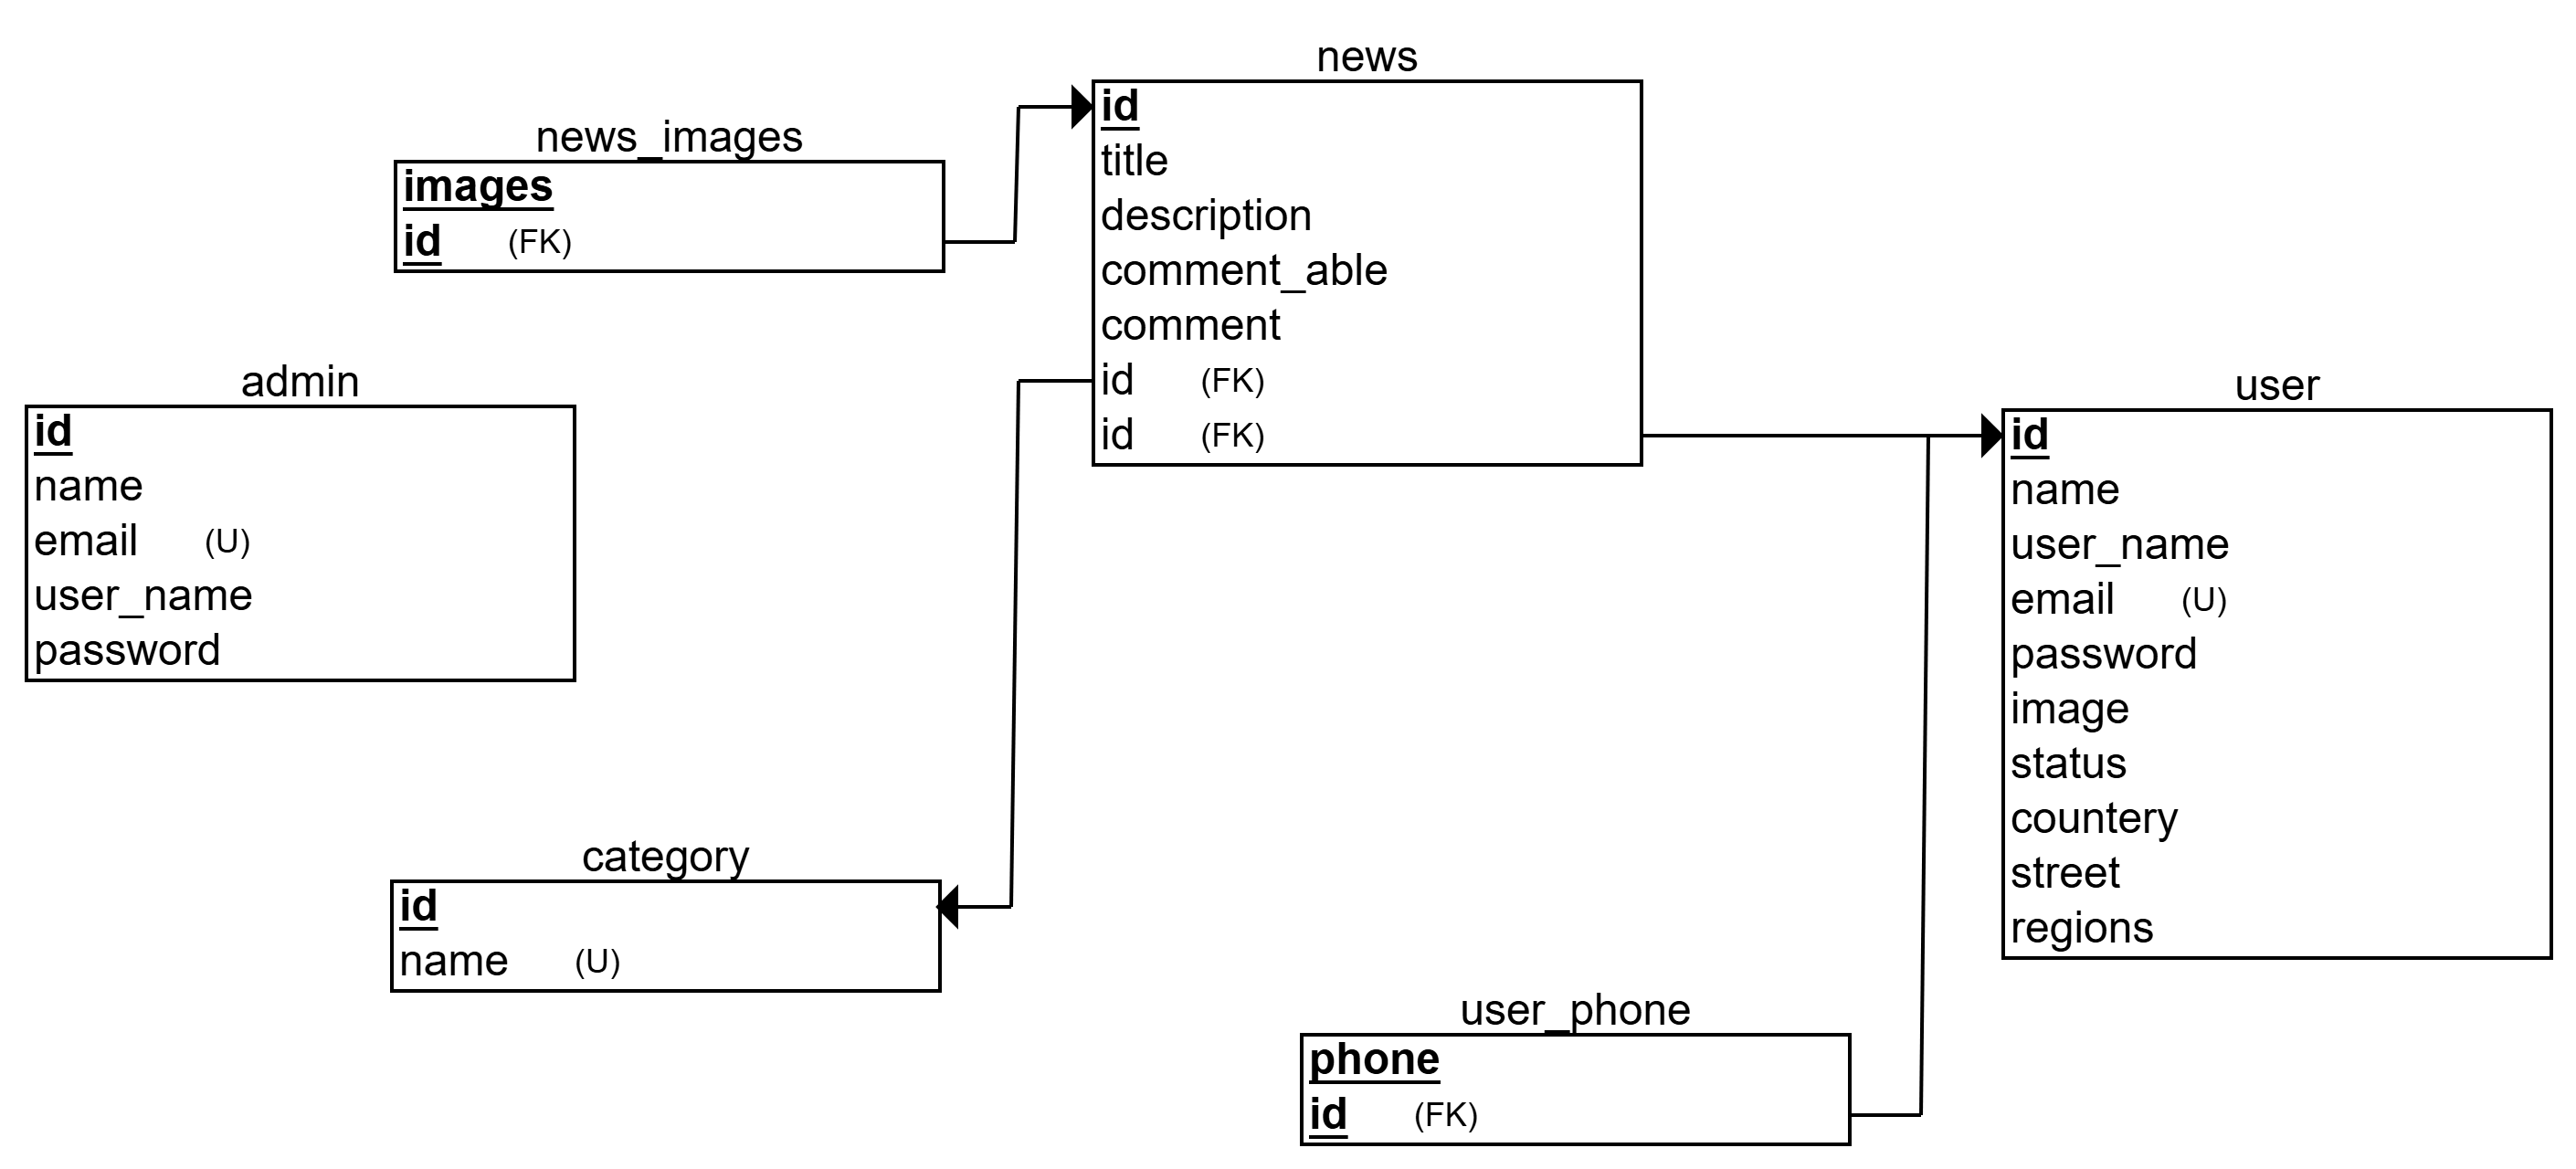 news
id
title
description
comment_able
comment
id (FK)
id (FK)
news_images
images
id (FK)
admin
id
name
email (U)
user_name
password
user
id
name
user_name
email (U)
password
image
status
countery
street
regions
category
id
name (U)
user_phone
phone
id (FK)